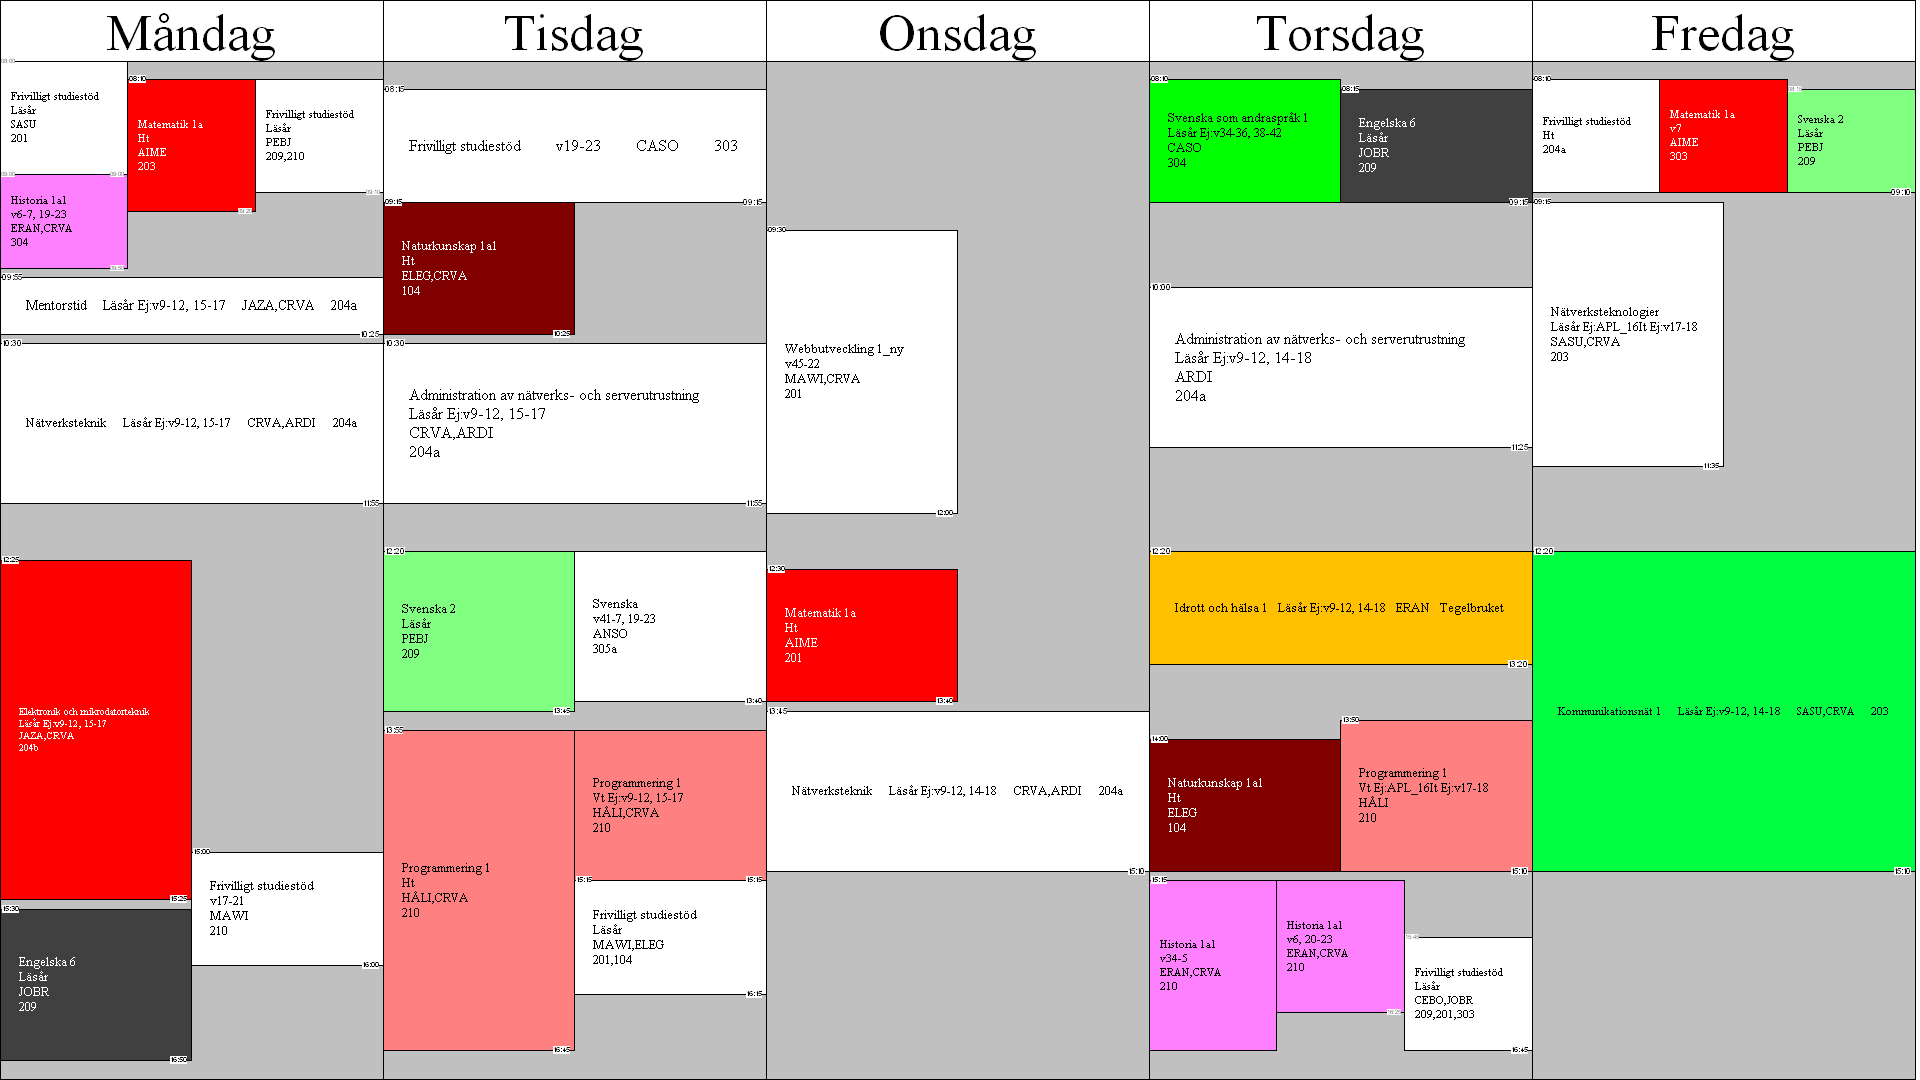 Måndag
08:00
Frivilligt studiestöd
Läsår
SASU
201
09:00
08:10
Matematik 1a
Ht
AIME
203
09:20
Frivilligt studiestöd
Läsår
PEBJ
209,210
09:10
09:00
Historia 1a1
v6-7, 19-23
ERAN,CRVA
304
09:50
09:55
Mentorstid Läsår Ej:v9-12, 15-17 JAZA,CRVA 204a
10:25
10:30
Nätverksteknik Läsår Ej:v9-12, 15-17 CRVA,ARDI 204a
11:55
12:25
Elektronik och mikrodatorteknik
Läsår Ej:v9-12, 15-17
JAZA,CRVA
204b
15:25
15:00
Frivilligt studiestöd
v17-21
MAWI
210
16:00
15:30
Engelska 6
Läsår
JOBR
209
16:50
Tisdag
08:15
Frivilligt studiestöd v19-23 CASO 303
09:15
09:15
Naturkunskap 1a1
Ht
ELEG,CRVA
104
10:25
10:30
Administration av nätverks- och serverutrustning
Läsår Ej:v9-12, 15-17
CRVA,ARDI
204a
11:55
12:20
Svenska 2
Läsår
PEBJ
209
13:45
Svenska
v41-7, 19-23
ANSO
305a
13:40
13:55
Programmering 1
Ht
HÅLI,CRVA
210
16:45
Programmering 1
Vt Ej:v9-12, 15-17
HÅLI,CRVA
210
15:15
15:15
Frivilligt studiestöd
Läsår
MAWI,ELEG
201,104
16:15
Onsdag
09:30
Webbutveckling 1_ny
v45-22
MAWI,CRVA
201
12:00
12:30
Matematik 1a
Ht
AIME
201
13:40
13:45
Nätverksteknik Läsår Ej:v9-12, 14-18 CRVA,ARDI 204a
15:10
Torsdag
08:10
Svenska som andraspråk 1
Läsår Ej:v34-36, 38-42
CASO
304
08:15
Engelska 6
Läsår
JOBR
209
09:15
10:00
Administration av nätverks- och serverutrustning
Läsår Ej:v9-12, 14-18
ARDI
204a
11:25
12:20
Idrott och hälsa 1 Läsår Ej:v9-12, 14-18 ERAN Tegelbruket
13:20
14:00
Naturkunskap 1a1
Ht
ELEG
104
13:50
Programmering 1
Vt Ej:APL_16It Ej:v17-18
HÅLI
210
15:10
15:15
Historia 1a1
v34-5
ERAN,CRVA
210
Historia 1a1
v6, 20-23
ERAN,CRVA
210
16:25
15:45
Frivilligt studiestöd
Läsår
CEBO,JOBR
209,201,303
16:45
Fredag
08:10
Frivilligt studiestöd
Ht
204a
Matematik 1a
v7
AIME
303
08:15
Svenska 2
Läsår
PEBJ
209
09:10
09:15
Nätverksteknologier
Läsår Ej:APL_16It Ej:v17-18
SASU,CRVA
203
11:35
12:20
Kommunikationsnät 1 Läsår Ej:v9-12, 14-18 SASU,CRVA 203
15:10